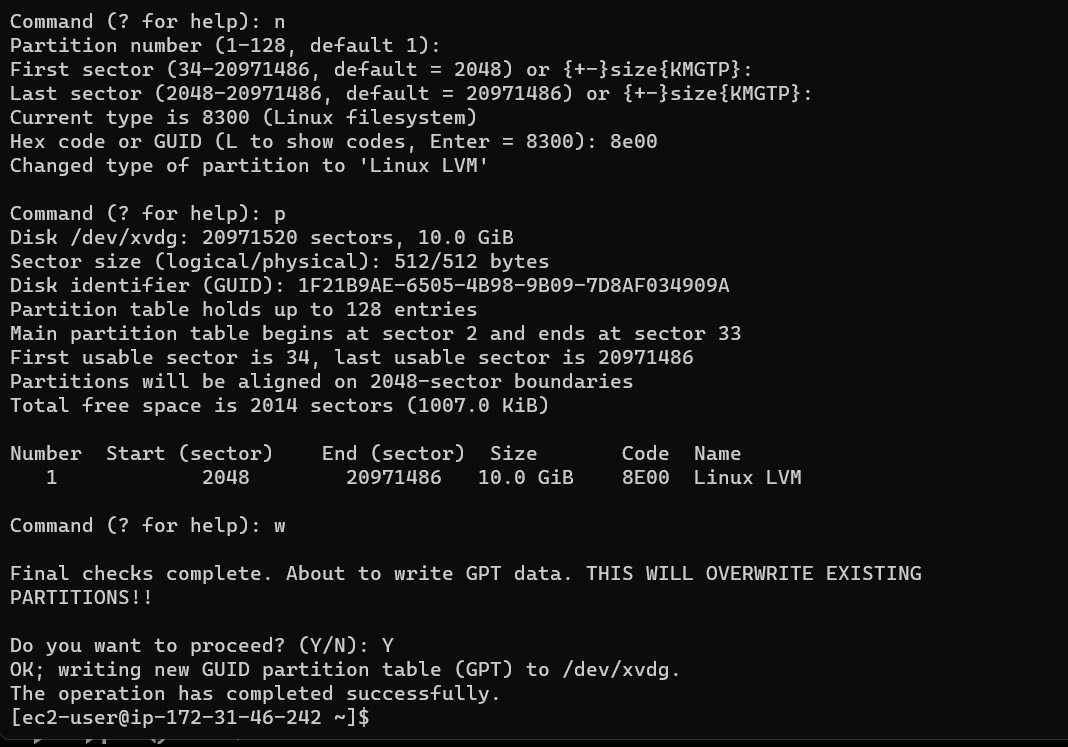 Command (? for help): n
Partition number (1-128, default 1):
First sector (34-20971486, default = 2048) or {+-}size{KMGTP}:
Last sector (2048-20971486, default = 20971486) or {+-}size{KMGTP}:
Current type is 8300 (Linux filesystem)
Hex code or GUID (L to show codes, Enter = 8300): 8e00
Changed type of partition to 'Linux LVM'

Command (? for help): p
Disk /dev/xvdg: 20971520 sectors, 10.0 GiB
Sector size (logical/physical): 512/512 bytes
Disk identifier (GUID): 1F21B9AE-6505-4B98-9B09-7D8AF034909A
Partition table holds up to 128 entries
Main partition table begins at sector 2 and ends at sector 33
First usable sector is 34, last usable sector is 20971486
Partitions will be aligned on 2048-sector boundaries
Total free space is 2014 sectors (1007.0 KiB)

Number  Start (sector)    End (sector)  Size       Code  Name
   1            2048        20971486   10.0 GiB    8E00  Linux LVM

Command (? for help): w

Final checks complete. About to write GPT data. THIS WILL OVERWRITE EXISTING
PARTITIONS!!

Do you want to proceed? (Y/N): Y
OK; writing new GUID partition table (GPT) to /dev/xvdg.
The operation has completed successfully.
[ec2-user@ip-172-31-46-242 ~]$